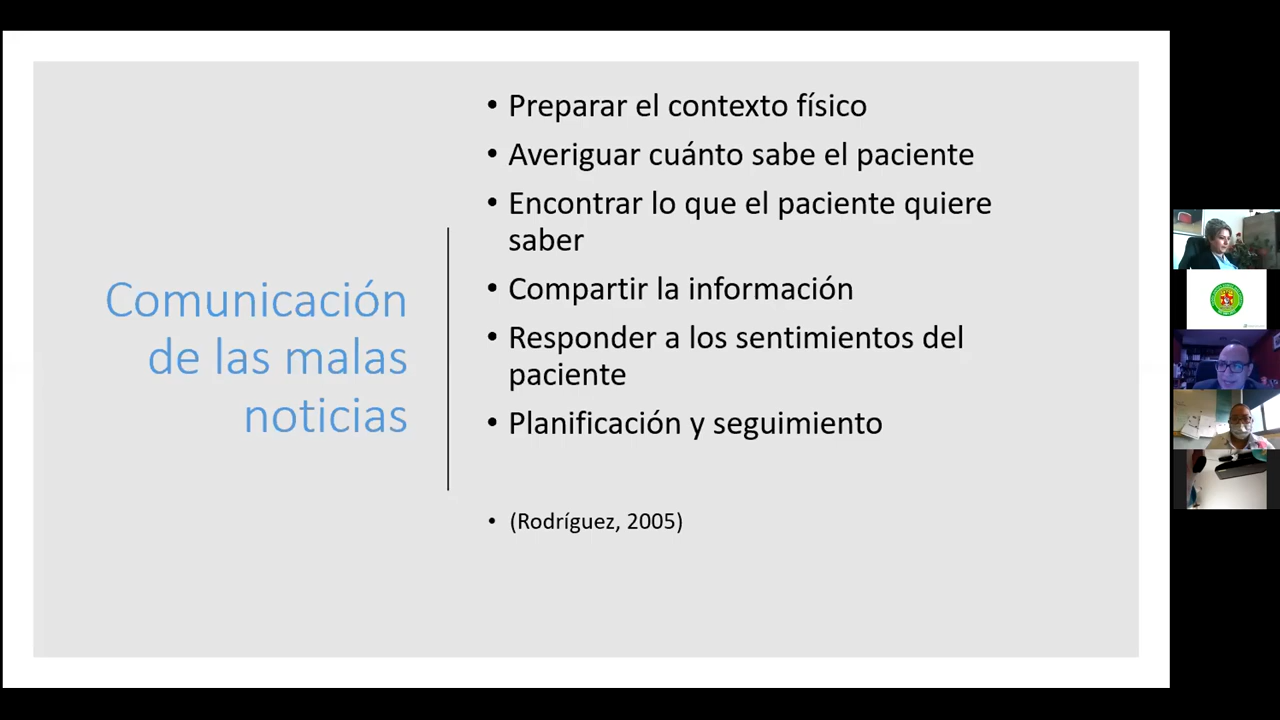 Comunicación
de las malas
noticias
• Preparar el contexto físico
• Averiguar cuánto sabe el paciente
• Encontrar lo que el paciente quiere
saber
• Compartir la información
• Responder a los sentimientos del
paciente
• Planificación y seguimiento
• (Rodríguez, 2005)